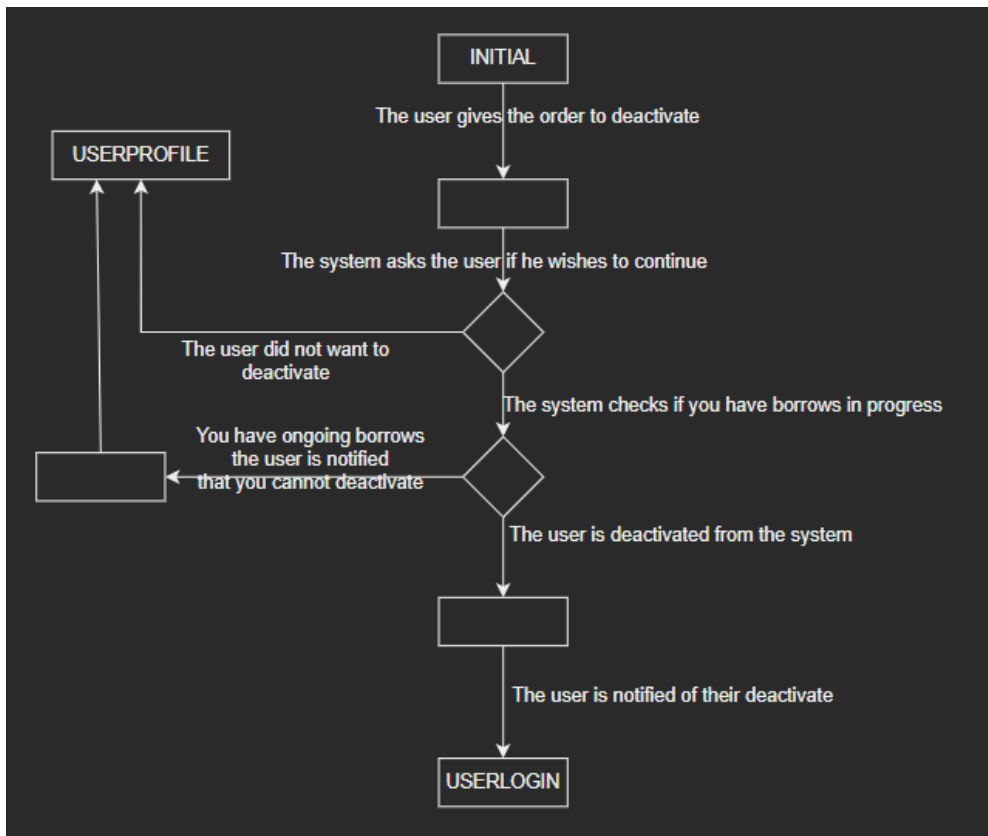 INITIAL
The user gives the order to deactivate
USERPROFILE
The system asks the user if he wishes to continue
The user did not want to
deactivate
The system checks if you have borrows in progress
You have ongoing borrows
the user is notified
that you cannot deactivate
The user is deactivated from the system
The user is notified of their deactivate
USERLOGIN